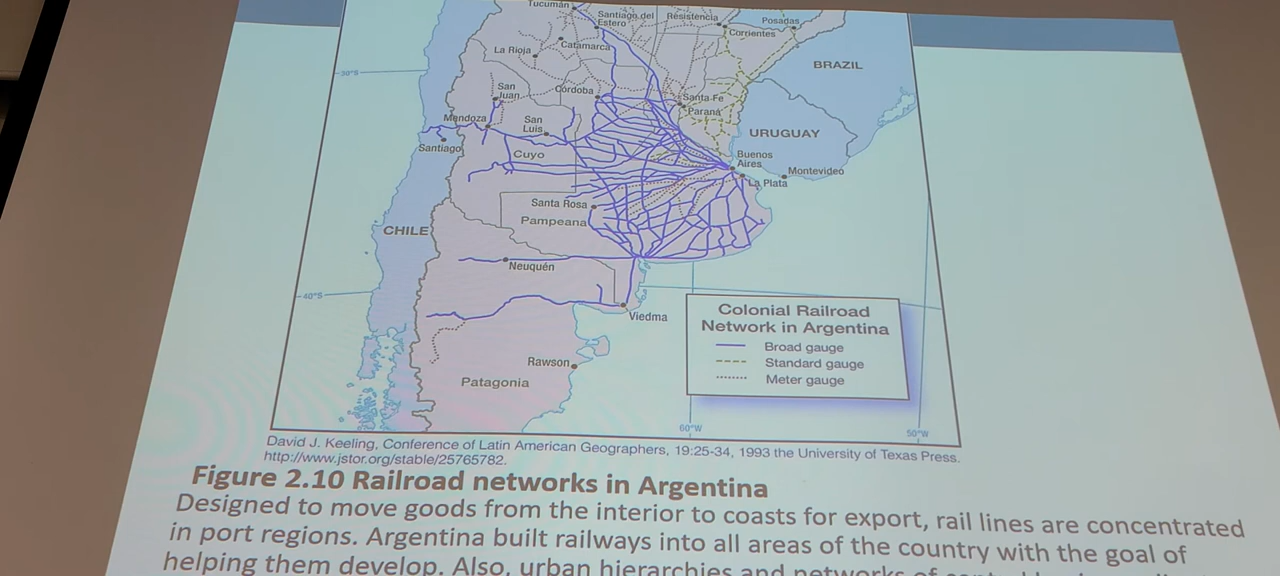 Tucumán
Santiago del
Estero
Resistencia
Posadas
Corrientes
La Rioja
Catamarca
BRAZIL
30°S
San
Juan
Córdoba
Santa Fe
Paraná
Mendoza
San
Luis
URUGUAY
Santiago
Cuyo
Buenos
Aires
Montevideo
La Plata
Santa Rosa
Pampeana
CHILE
Neuquén
40°S
Viedma
Colonial Railroad
Network in Argentina
Broad gauge
Standard gauge
Meter gauge
Rawson
Patagonia
60°W
50°W
David J. Keeling, Conference of Latin American Geographers, 19:25-34, 1993 the University of Texas Press.
http://www.jstor.org/stable/25765782.
Figure 2.10 Railroad networks in Argentina
Designed to move goods from the interior to coasts for export, rail lines are concentrated
in port regions. Argentina built railways into all areas of the country with the goal of
helping them develop. Also, urban hierarchies and networks of